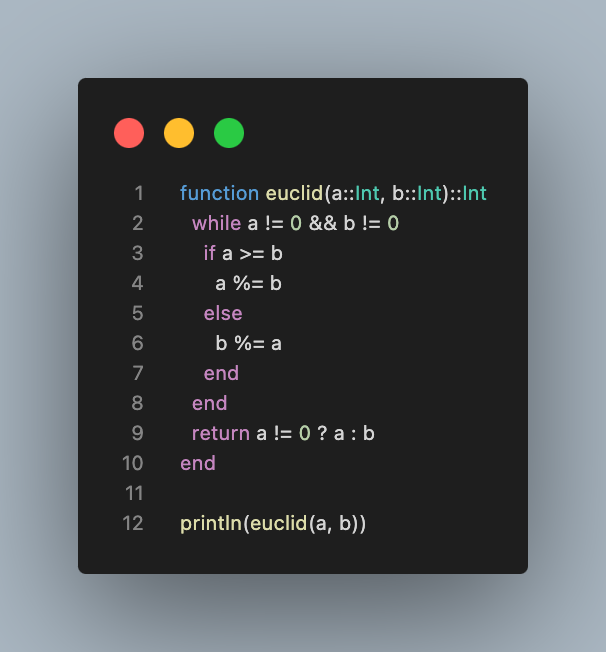 1 function euclid(a::Int, b::Int)::Int
2 while a != 0 && b != 0
3 if a >= b
4 a %= b
5 else
6 b %= a
7 end
8 end
9 return a != 0 ? a : b
10 end
11
12 println(euclid(a, b))